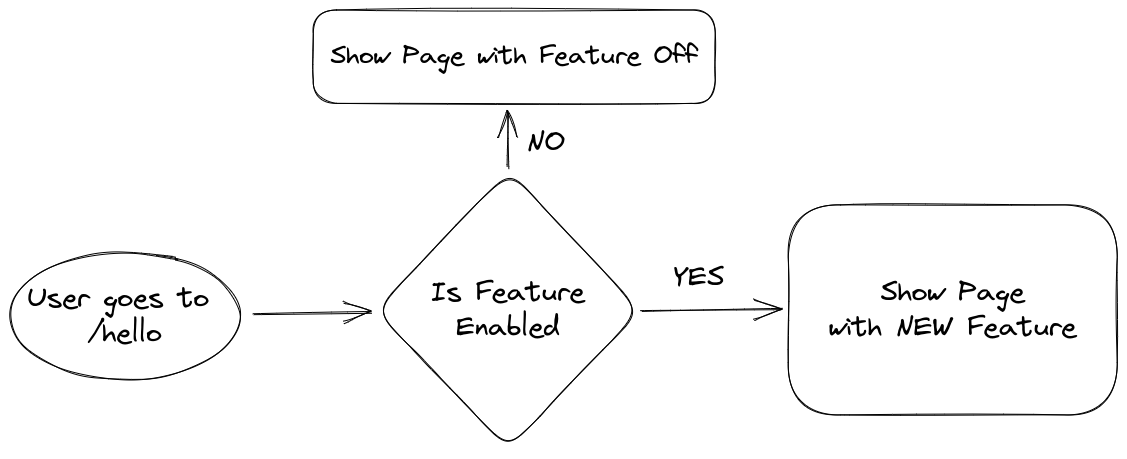 Show Page with Feature Off
NO
User goes to
/hello
Is Feature
Enabled
YES
Show Page
with NEW Feature